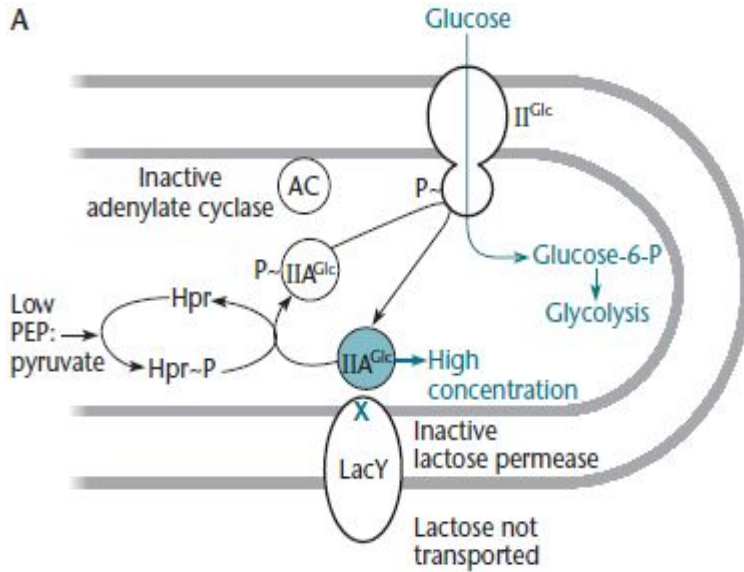 A
Glucose
II^Glc
Inactive
adenylate cyclase
AC
P~
P~ IIA^Glc
Glucose-6-P
Glycolysis
Low
PEP:
pyruvate
Hpr
Hpr~P
IIA^Glc
High
concentration
X
Inactive
lactose permease
LacY
Lactose not
transported